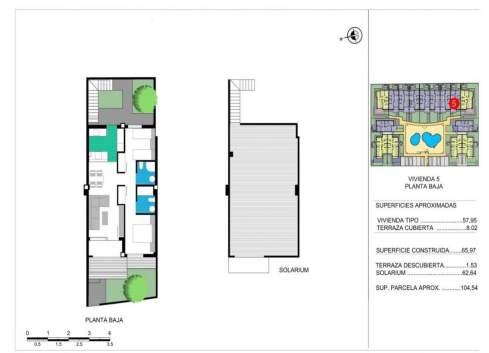 5
VIVIENDA 5
PLANTA BAJA
SUPERFICIES APROXIMADAS
VIVIENDA TIPO ..................57,95
TERRAZA CUBIERTA ...........8.02
SUPERFICIE CONSTRUIDA.......65,97
TERRAZA DESCUBIERTA..........1.53
SOLARIUM ..........................62,64
SUP. PARCELA APROX. ...........104,54
SOLARIUM
PLANTA BAJA
0 1 2 3 4
0.5 1.5 2.5 3.5